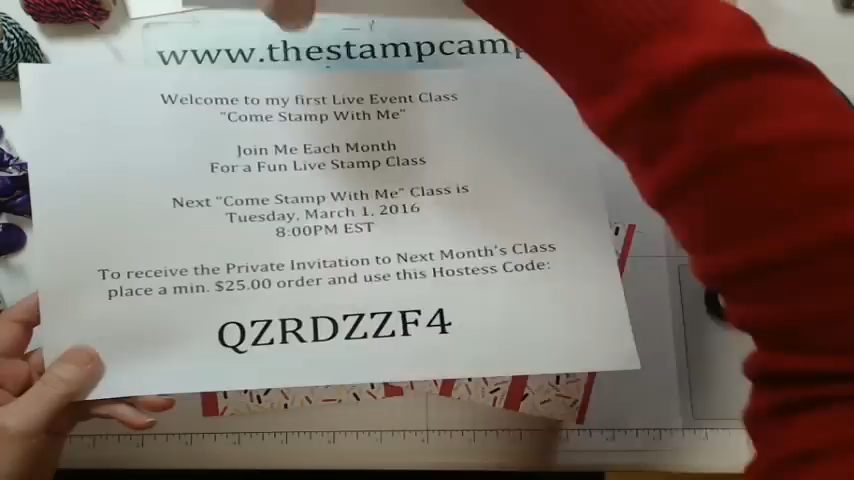 www.thestampcamp
Welcome to my first Live Event Class
"Come Stamp With Me"
Join Me Each Month
For a Fun Live Stamp Class
Next "Come Stamp With Me" Class is
Tuesday, March 1, 2016
8:00PM EST
To receive the Private Invitation to Next Month's Class
place a min. $25.00 order and use this Hostess Code:
QZRDZZF4